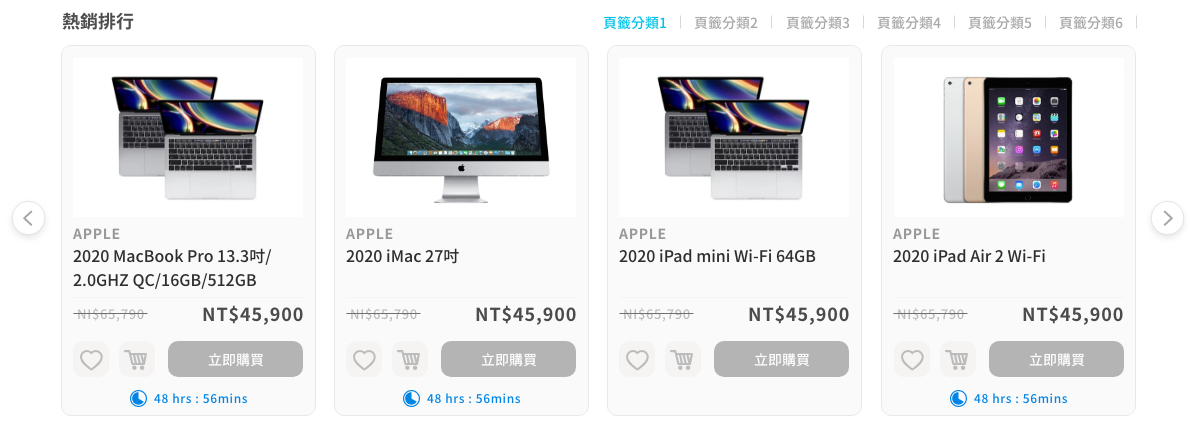 熱銷排行
頁籤分類1 頁籤分類2 頁籤分類3 頁籤分類4 頁籤分類5 頁籤分類6
APPLE
2020 MacBook Pro 13.3吋/
2.0GHZ QC/16GB/512GB
NT$65,790 NT$45,900
立即購買
48 hrs : 56mins
APPLE
2020 iMac 27吋
NT$65,790 NT$45,900
立即購買
48 hrs : 56mins
APPLE
2020 iPad mini Wi-Fi 64GB
NT$65,790 NT$45,900
立即購買
APPLE
2020 iPad Air 2 Wi-Fi
NT$65,790 NT$45,900
立即購買
48 hrs : 56mins